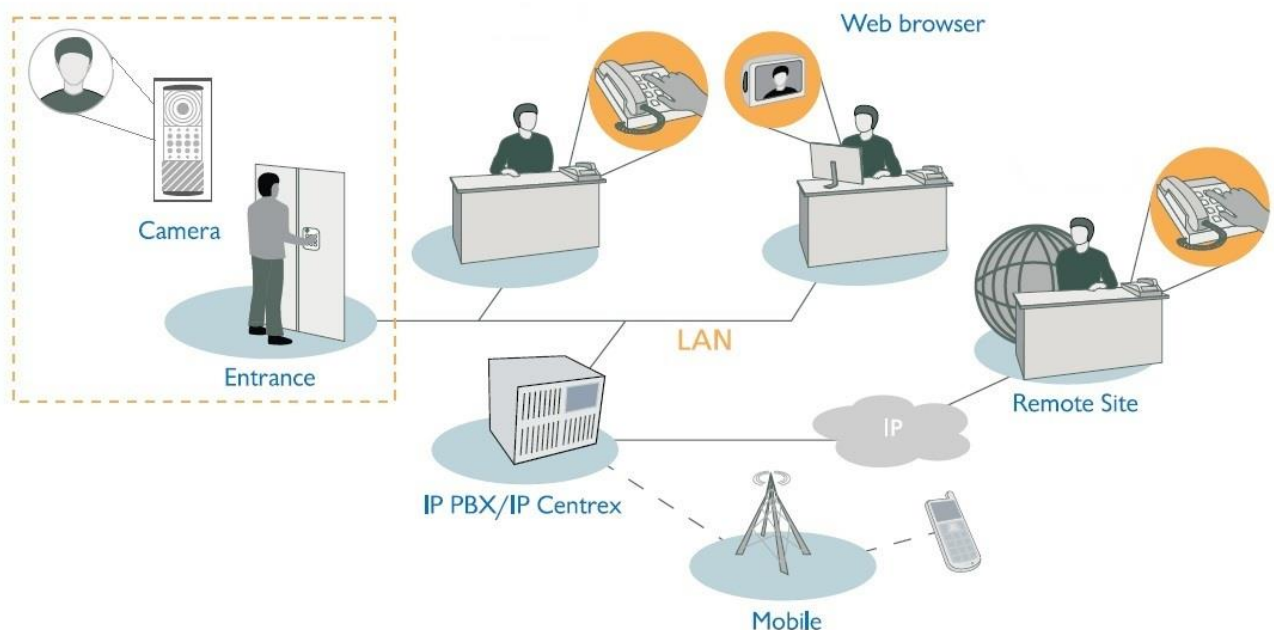 Web browser
Camera
Entrance
LAN
Remote Site
IP
IP PBX/IP Centrex
Mobile